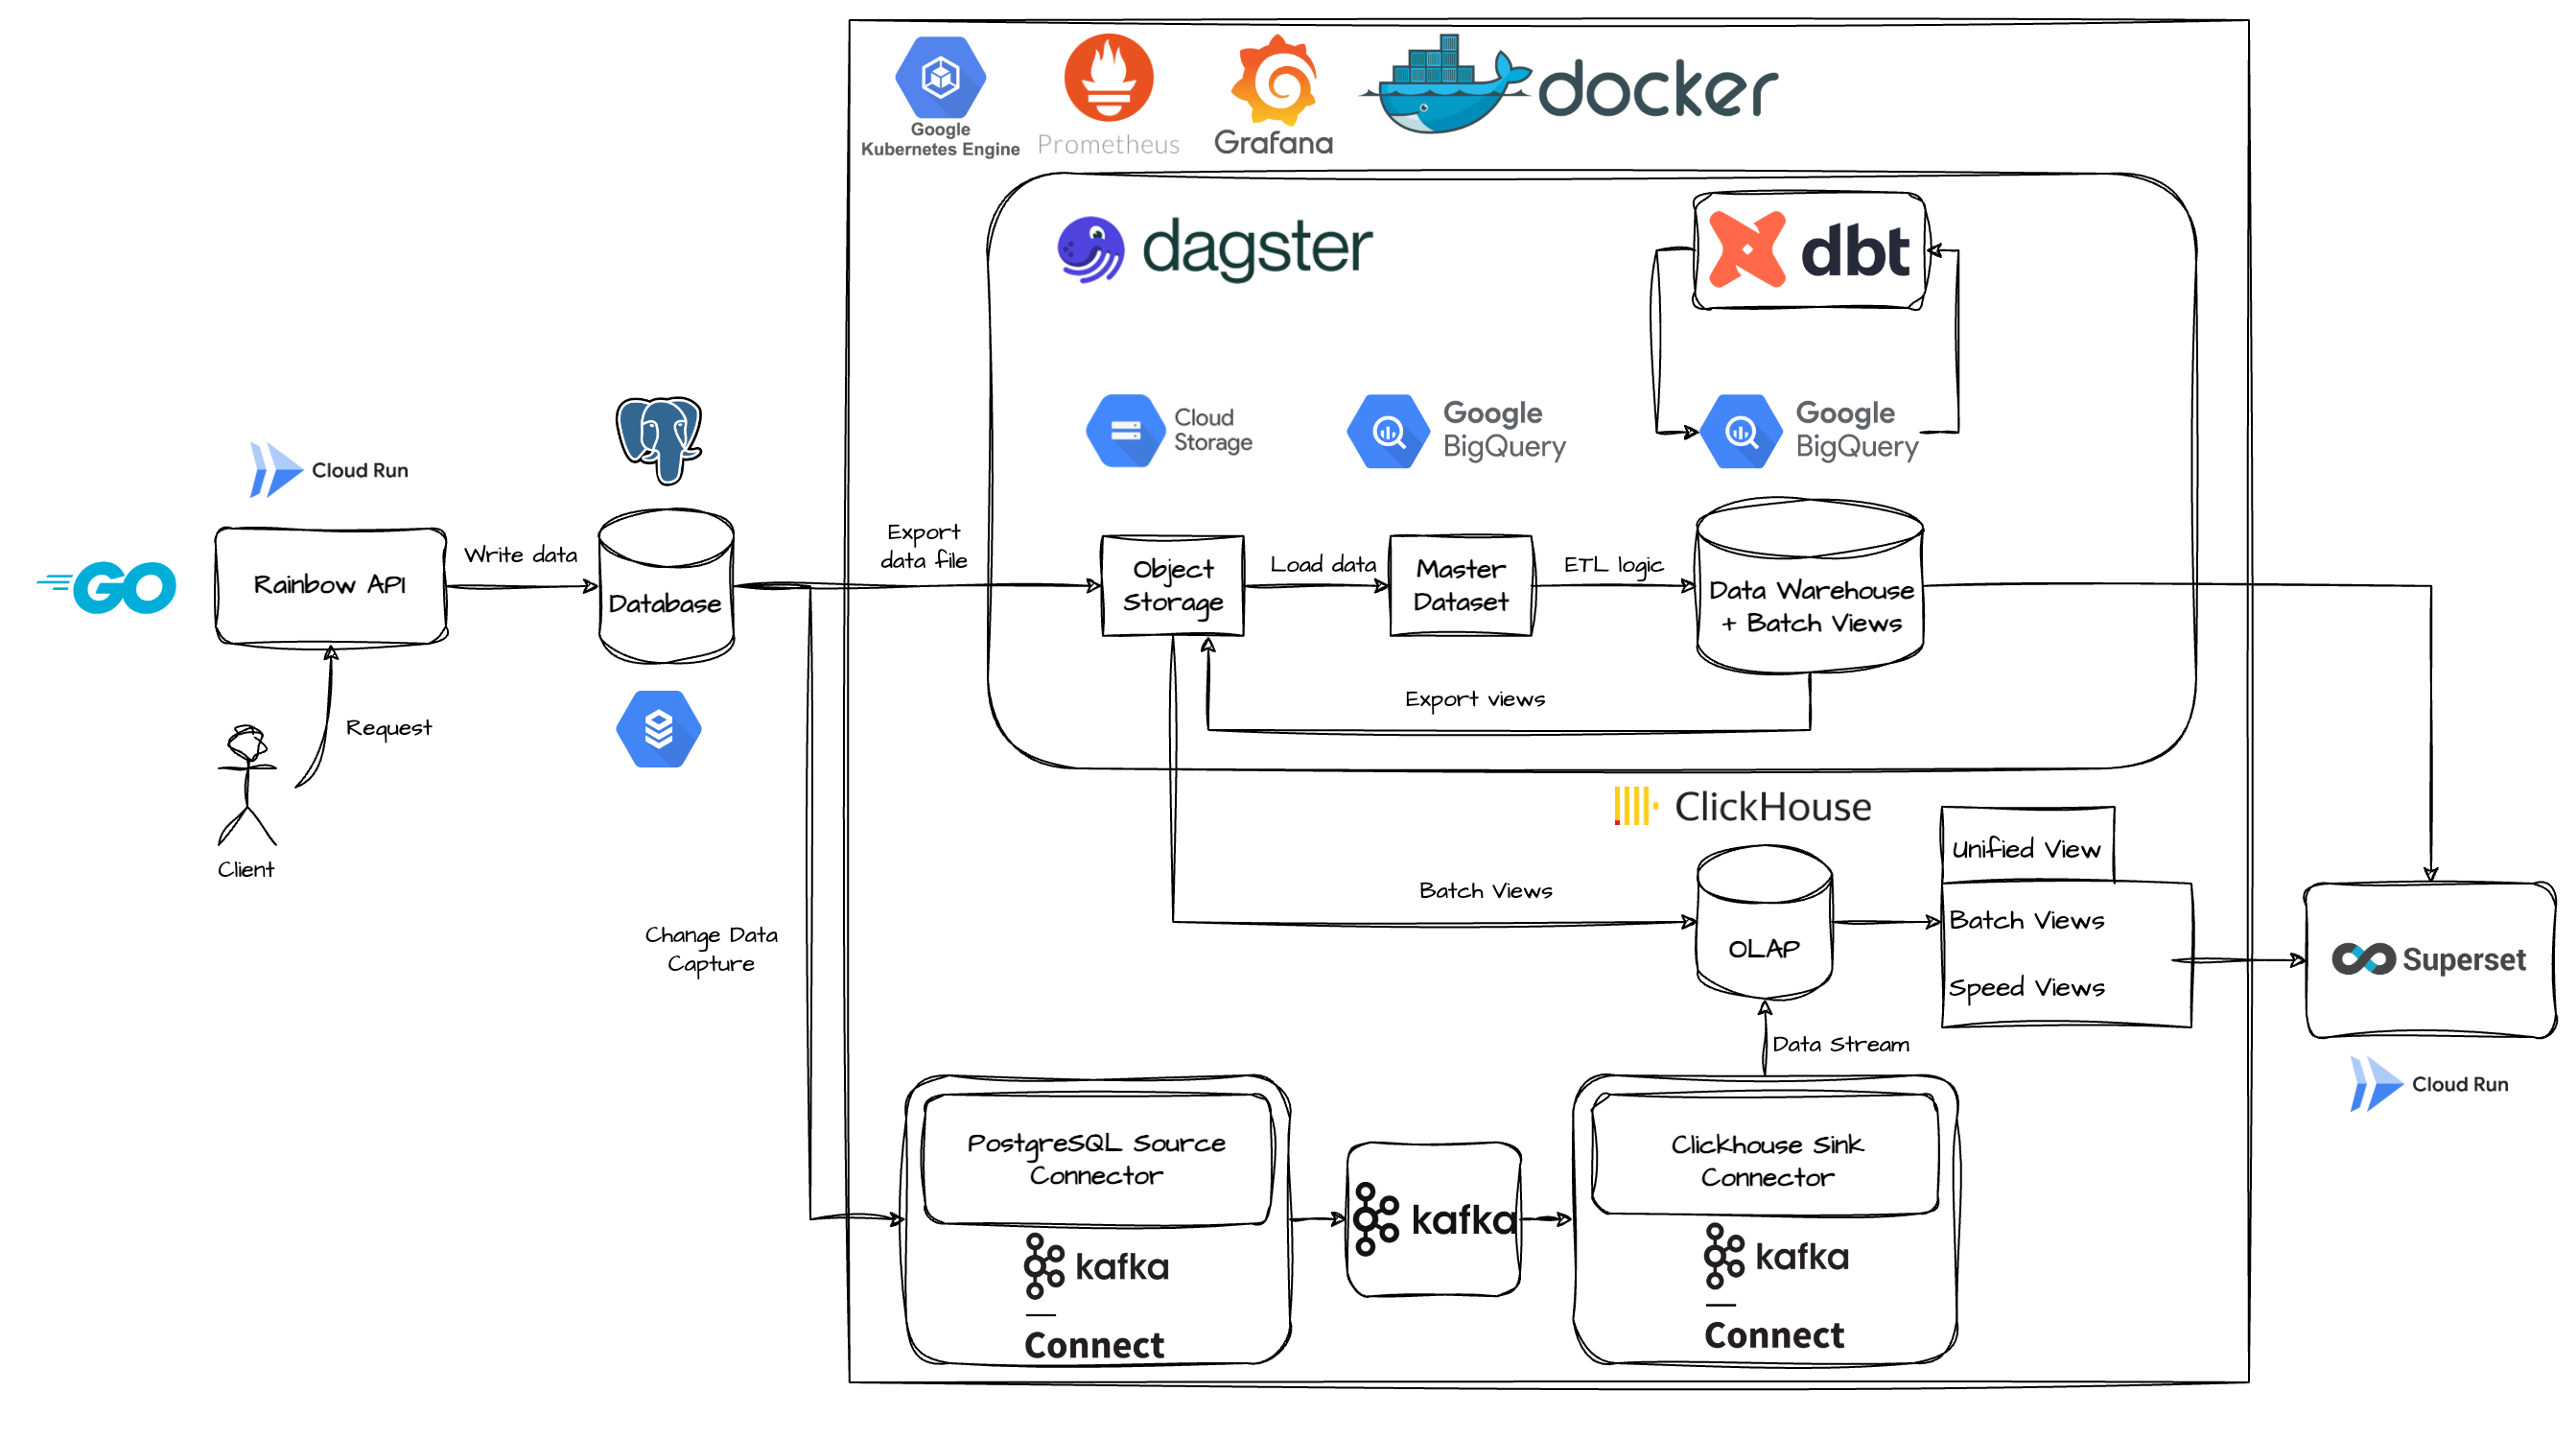 Google
Kubernetes Engine
Prometheus
Grafana
docker
dagster
dbt
Cloud
Storage
Google
BigQuery
Google
BigQuery
Cloud Run
GO
Rainbow API
Write data
Database
Export
data file
Object
Storage
Load data
Master
Dataset
ETL logic
Data Warehouse
+ Batch Views
Export views
Request
Client
ClickHouse
Unified View
Batch Views
OLAP
Batch Views
Speed Views
Change Data
Capture
Superset
Cloud Run
Data Stream
PostgreSQL Source
Connector
kafka
Connect
kafka
Clickhouse Sink
Connector
kafka
Connect